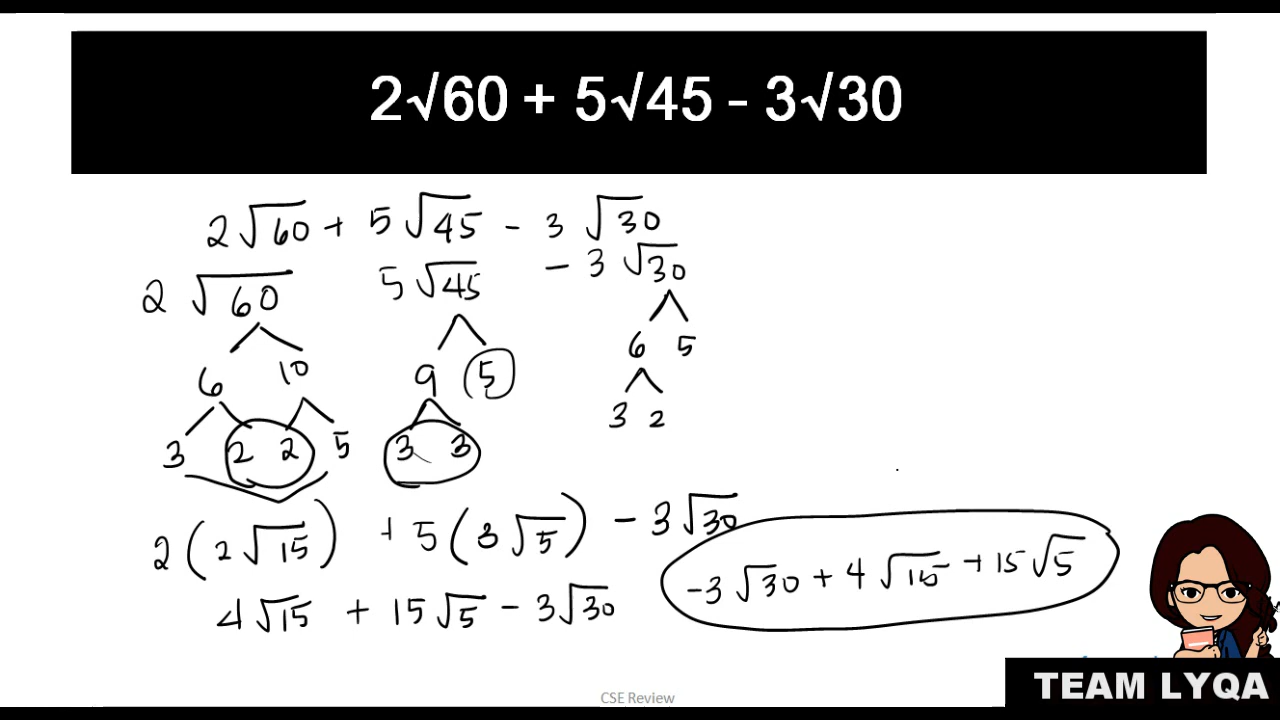 2√60 + 5√45 - 3√30
2√60 + 5√45 - 3√30
2√60 5√45 - 3√30
6 10 9 5 6 5
3 2 2 5 3 3 3 2
2(2√15) + 5(3√5) - 3√30
4√15 + 15√5 - 3√30
-3√30 + 4√15 + 15√5
CSE Review
TEAM LYQA